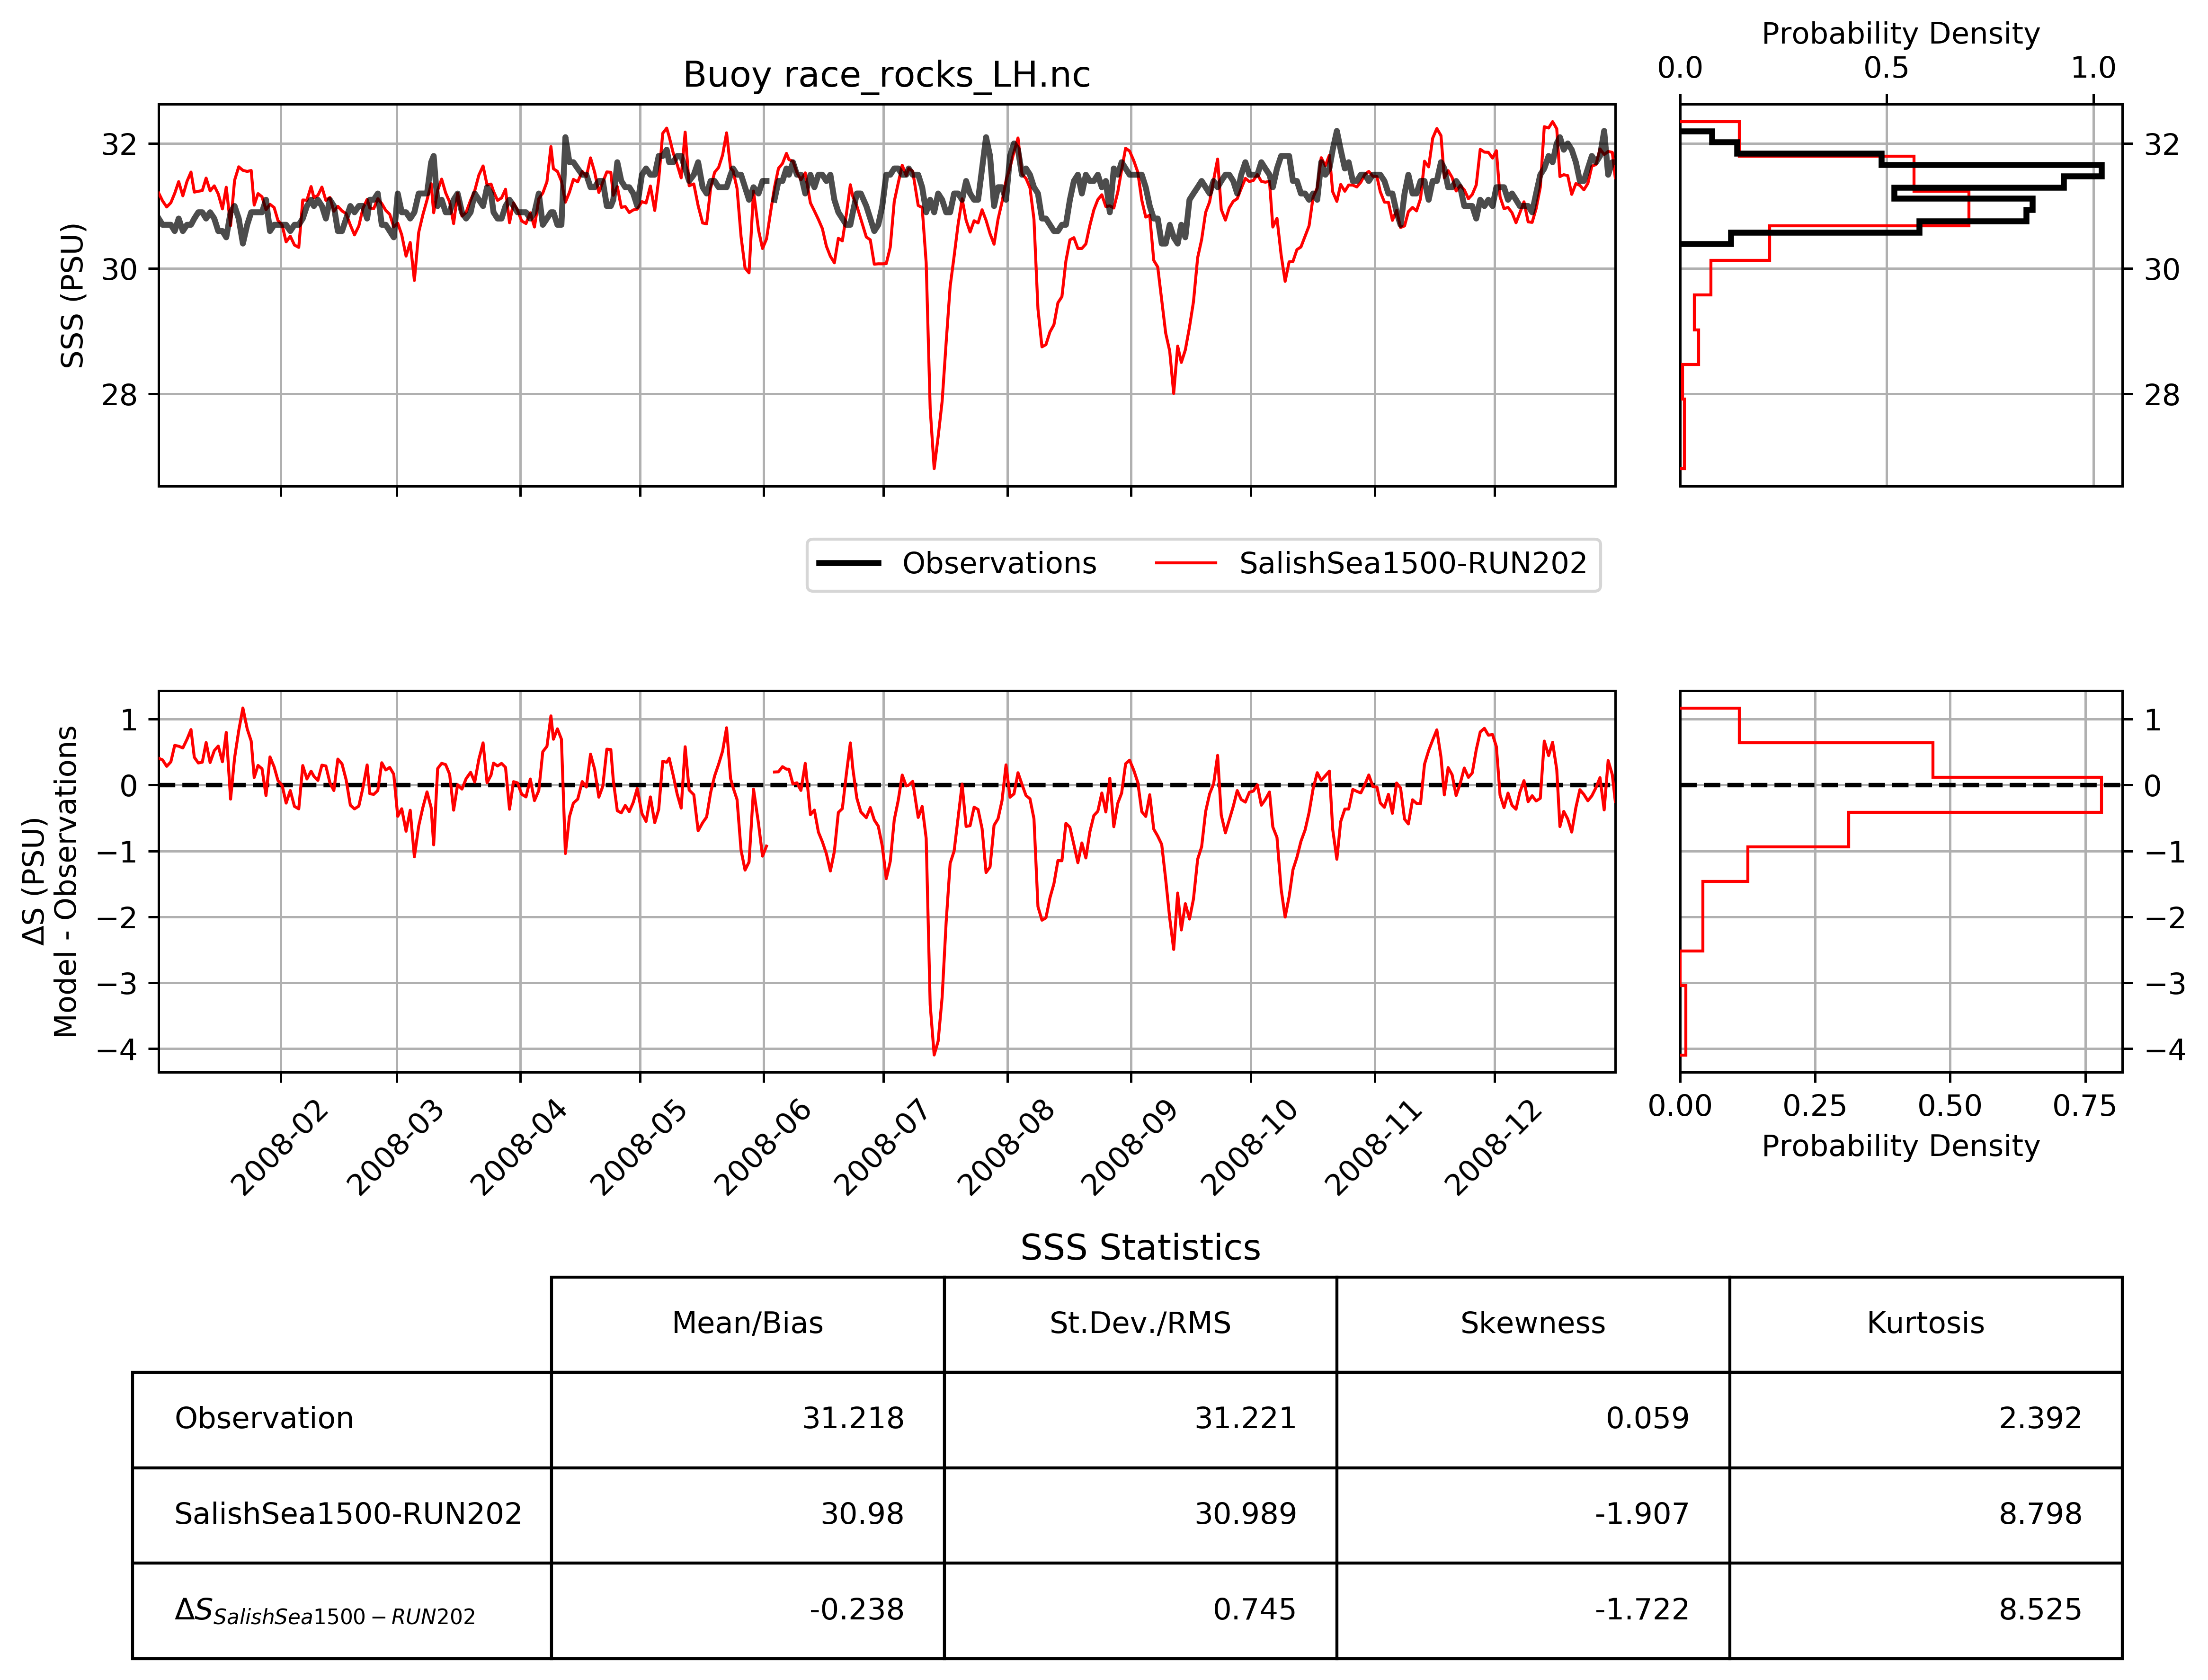 Buoy race_rocks_LH.nc
Probability Density
0.0 0.5 1.0
SSS (PSU)
32
30
28
32
30
28
Observations SalishSea1500-RUN202
ΔS (PSU)
Model - Observations
1
0
−1
−2
−3
−4
1
0
−1
−2
−3
−4
2008-02 2008-03 2008-04 2008-05 2008-06 2008-07 2008-08 2008-09 2008-10 2008-11 2008-12
0.00 0.25 0.50 0.75
Probability Density
SSS Statistics
Mean/Bias St.Dev./RMS Skewness Kurtosis
Observation 31.218 31.221 0.059 2.392
SalishSea1500-RUN202 30.98 30.989 -1.907 8.798
ΔS SalishSea1500−RUN202 -0.238 0.745 -1.722 8.525